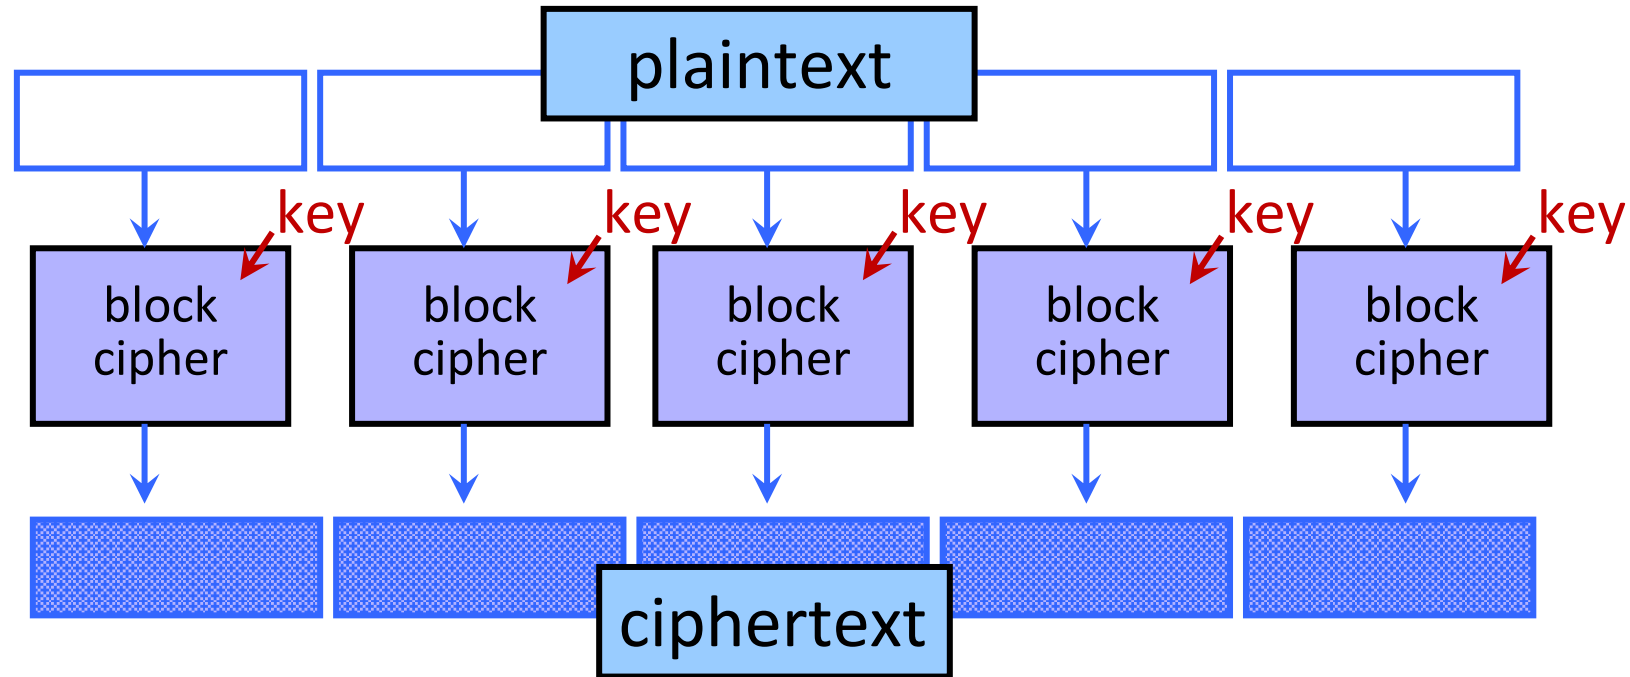 plaintext
key key key key key
block block block block block
cipher cipher cipher cipher cipher
ciphertext